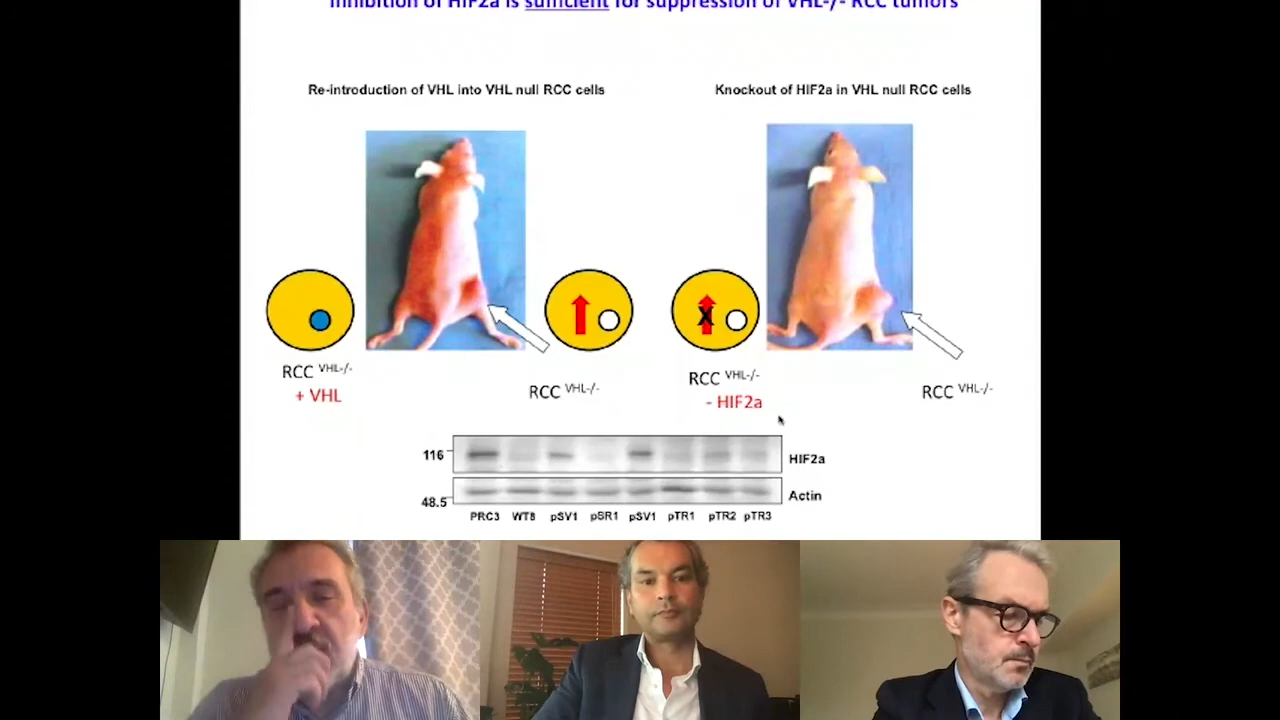 Inhibition of HIF2a is sufficient for suppression of VHL-/- RCC tumors
Re-introduction of VHL into VHL null RCC cells
Knockout of HIF2a in VHL null RCC cells
X
RCC VHL-/-
+ VHL
RCC VHL-/-
RCC VHL-/-
- HIF2a
RCC VHL-/-
116
HIF2a
48.5
Actin
PRC3 WT8 pSV1 pSR1 pSV1 pTR1 pTR2 pTR3